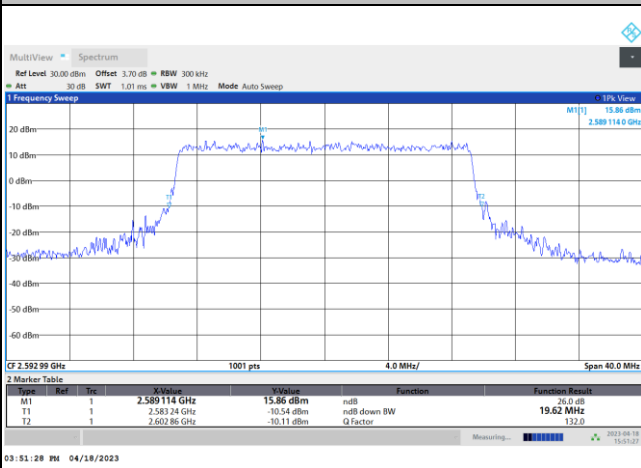 MultiView Spectrum
Ref Level 30.00 dBm Offset 3.70 dB RBW 300 kHz
Att 30 dB SWT 1.01 ms VBW 1 MHz Mode Auto Sweep
1 Frequency Sweep 1Pk View
M1[1] 15.86 dBm
2.589 114 0 GHz
M1
20 dBm
10 dBm
0 dBm
T1 T2
-10 dBm
-20 dBm
-30 dBm
-40 dBm
-50 dBm
-60 dBm
CF 2.592 99 GHz 1001 pts 4.0 MHz/ Span 40.0 MHz
2 Marker Table
Type Ref Trc X-Value Y-Value Function Function Result
M1 1 2.589 114 GHz 15.86 dBm ndB 26.0 dB
T1 1 2.583 24 GHz -10.54 dBm ndB down BW 19.62 MHz
T2 1 2.602 86 GHz -10.11 dBm Q Factor 132.0
Measuring... 2023-04-18
15:51:27
03:51:28 PM 04/18/2023